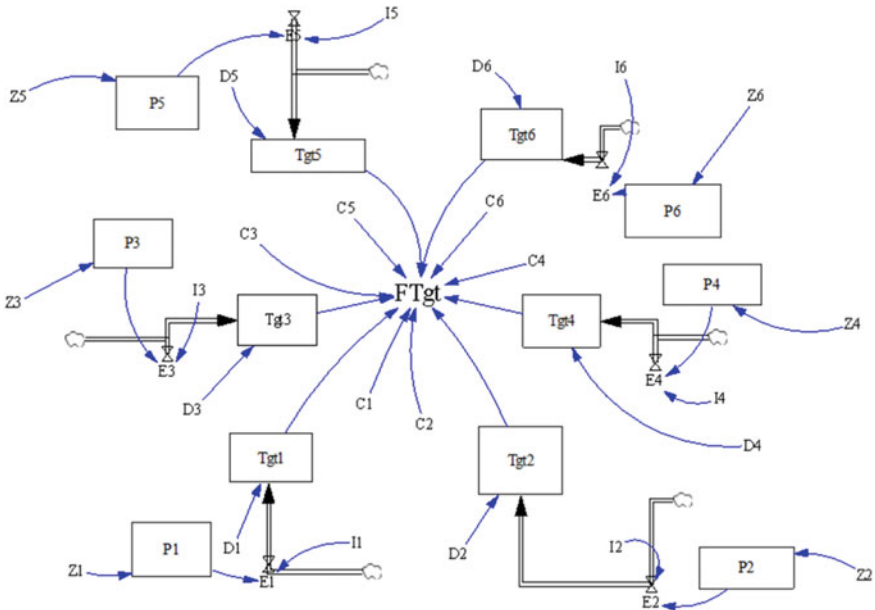 I5
E5
D5
D6
I6
Z5
P5
Z6
Tgt5
Tgt6
E6
P6
C5
C6
C3
P3
C4
P4
FTgt
Z3
I3
Tgt3
Tgt4
Z4
E3
E4
I4
D3
C1
C2
D4
Tgt1
Tgt2
P1
D1
I1
D2
I2
P2
Z1
E1
Z2
E2